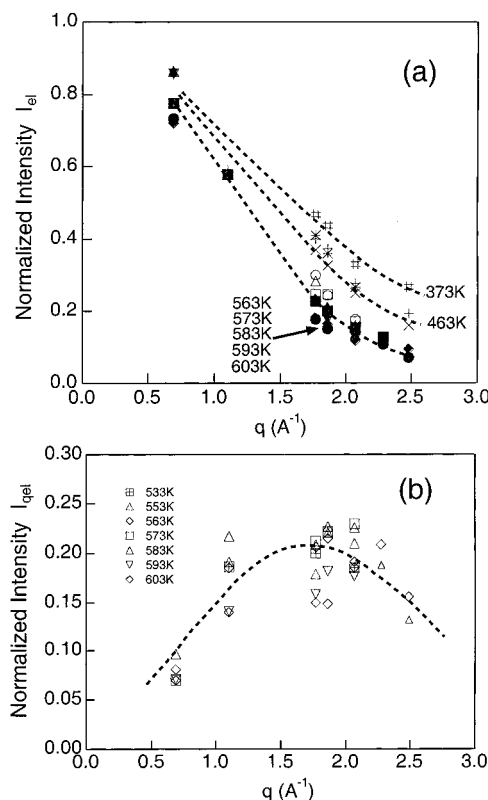 (a)
Normalized Intensity I_el
1.0
0.8
0.6
0.4
0.2
0.0
373K
463K
563K
573K
583K
593K
603K
0.0 0.5 1.0 1.5 2.0 2.5 3.0
q (A⁻¹)
(b)
Normalized Intensity I_qel
0.30
0.25
0.20
0.15
0.10
0.05
0.00
533K
553K
563K
573K
583K
593K
603K
0.0 0.5 1.0 1.5 2.0 2.5 3.0
q (A⁻¹)